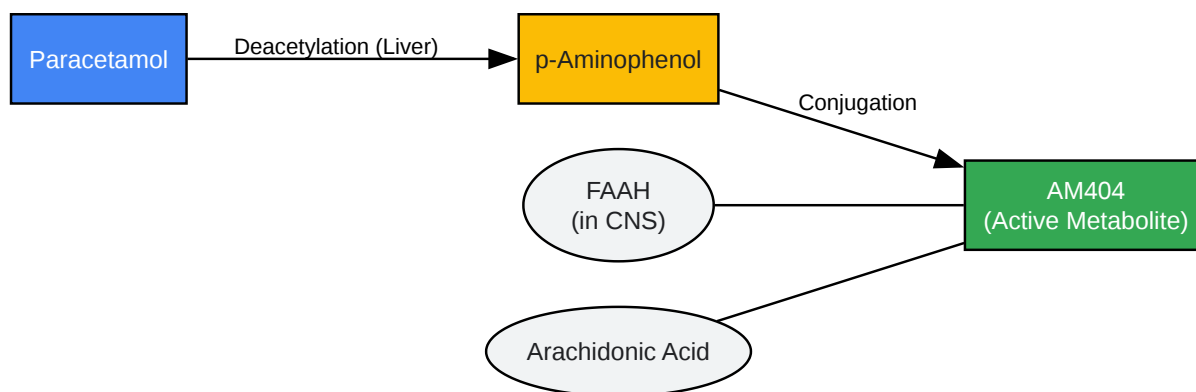 Paracetamol
Deacetylation (Liver)
p-Aminophenol
Conjugation
FAAH
(in CNS)
AM404
(Active Metabolite)
Arachidonic Acid